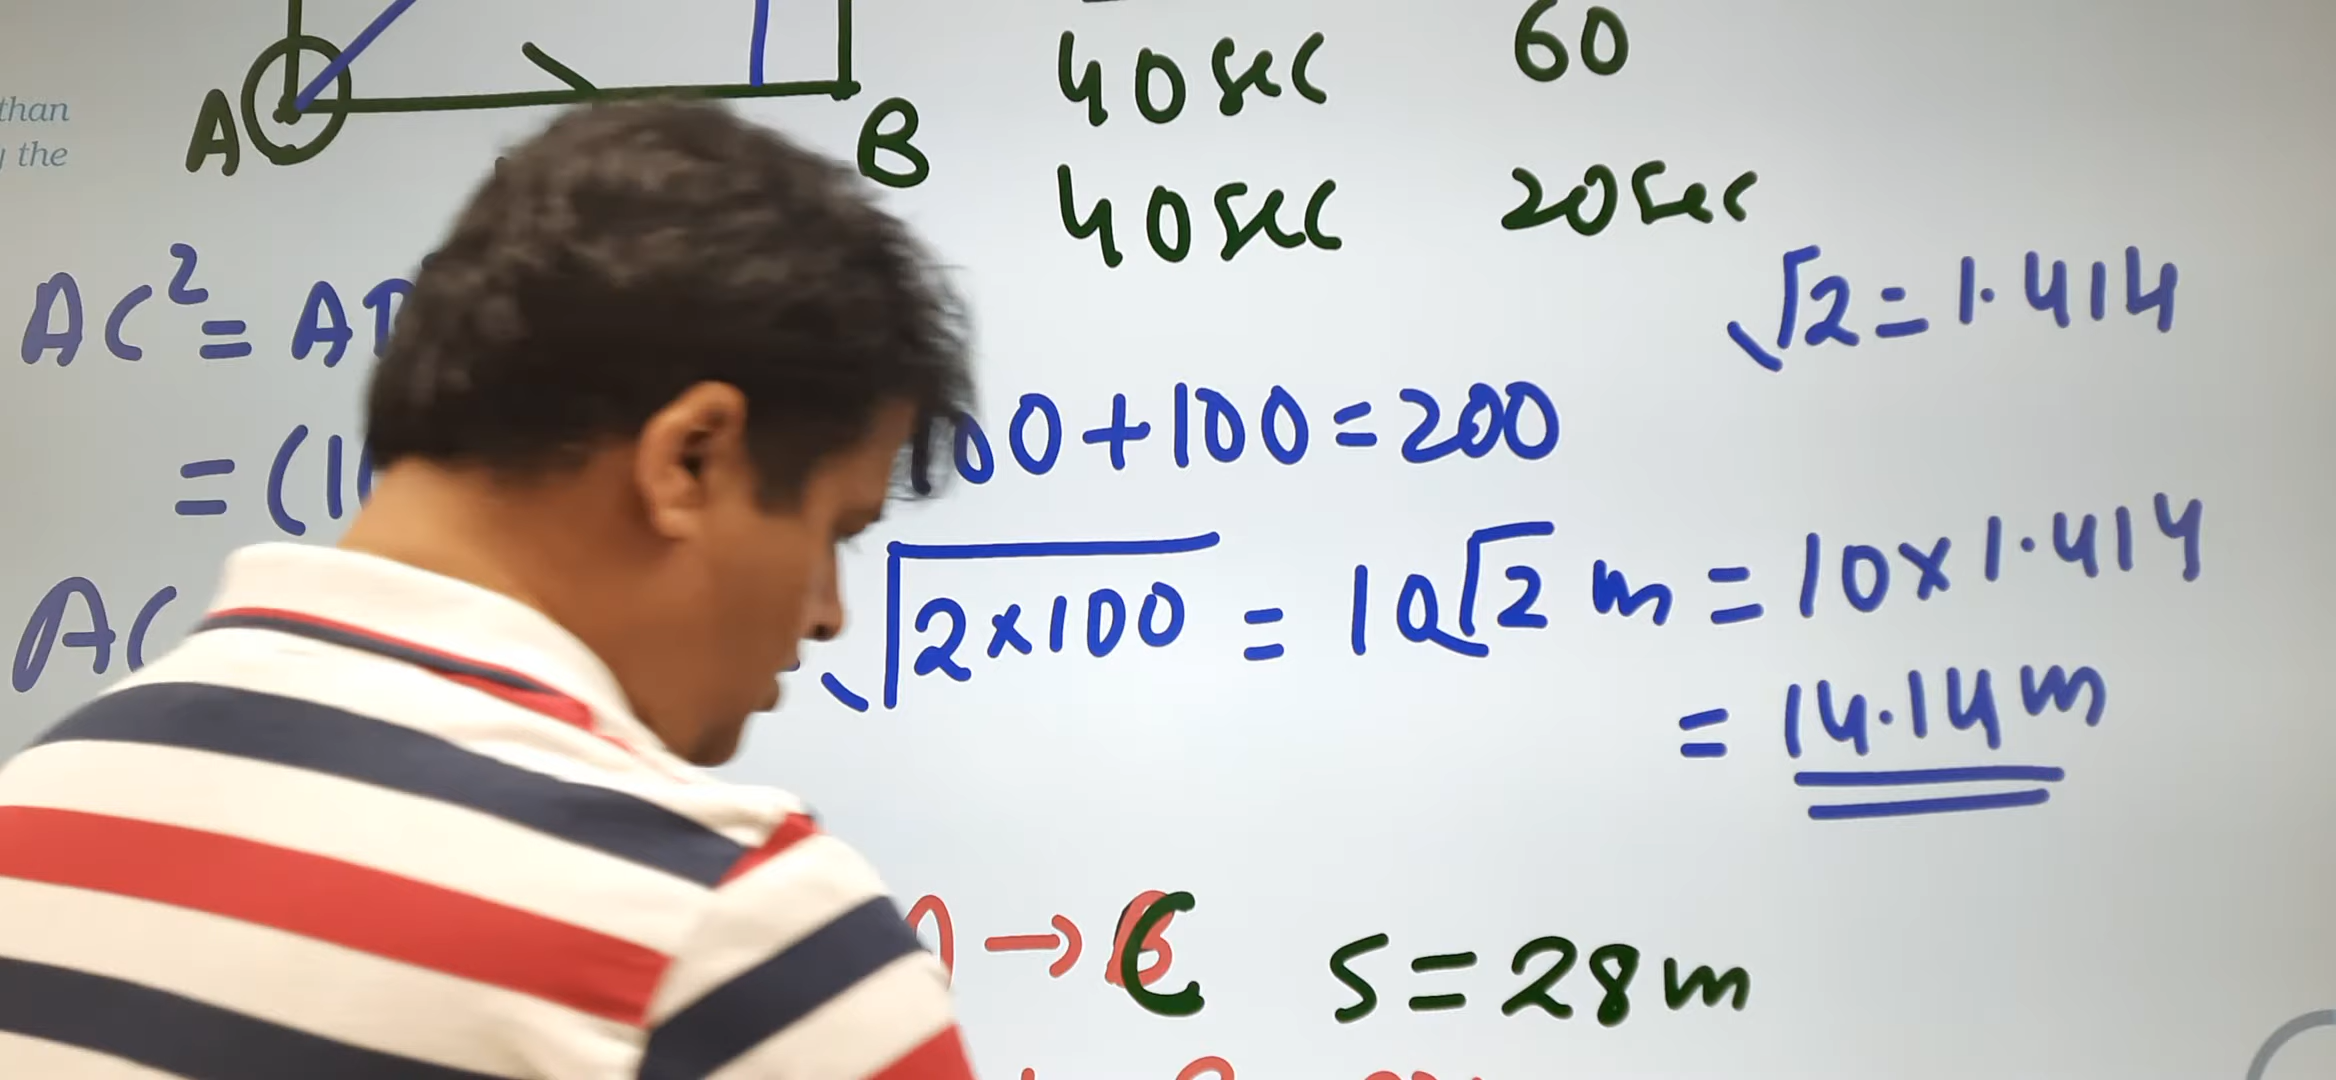 than
the
A
B
40sec 60
40sec 20sec
√2=1.414
AC²= A
= (1
100+100=200
AC
√2×100 = 10√2 m = 10×1.414
= 14.14m
→ C S=28m